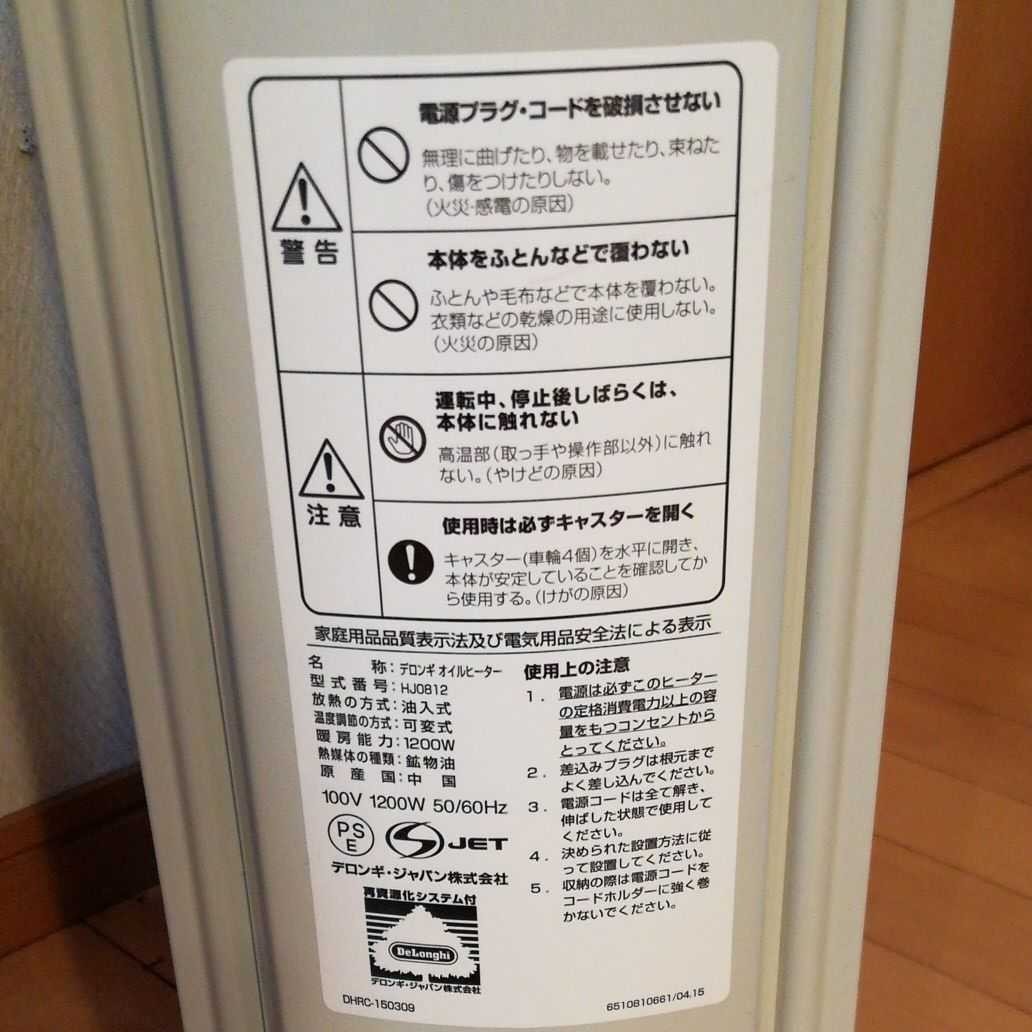 警告
電源プラグ・コードを破損させない
無理に曲げたり、物を載せたり、束ねた
り、傷をつけたりしない。
（火災・感電の原因）
本体をふとんなどで覆わない
ふとんや毛布などで本体を覆わない。
衣類などの乾燥の用途に使用しない。
（火災の原因）
注意
運転中、停止後しばらくは、
本体に触れない
高温部（取っ手や操作部以外）に触れ
ない。（やけどの原因）
使用時は必ずキャスターを開く
キャスター（車輪4個）を水平に開き、
本体が安定していることを確認してか
ら使用する。（けがの原因）
家庭用品品質表示法及び電気用品安全法による表示
名称：デロンギ オイルヒーター
型式番号：HJ0812
放熱の方式：油入式
温度調節の方式：可変式
暖房能力：1200W
熱媒体の種類：鉱物油
原産国：中国
100V 1200W 50/60Hz
PS
E
S JET
デロンギ・ジャパン株式会社
再資源化システム付
DeLonghi
デロンギ・ジャパン株式会社
DHRC-150309
使用上の注意
1．電源は必ずこのヒーター
の定格消費電力以上の容
量をもつコンセントから
とってください。
2．差込みプラグは根元まで
よく差し込んでください。
3．電源コードは全て解き、
伸ばした状態で使用して
ください。
4．決められた設置方法に従
って設置してください。
5．収納の際は電源コードを
コードホルダーに強く巻
かないでください。
6510810661/04.15